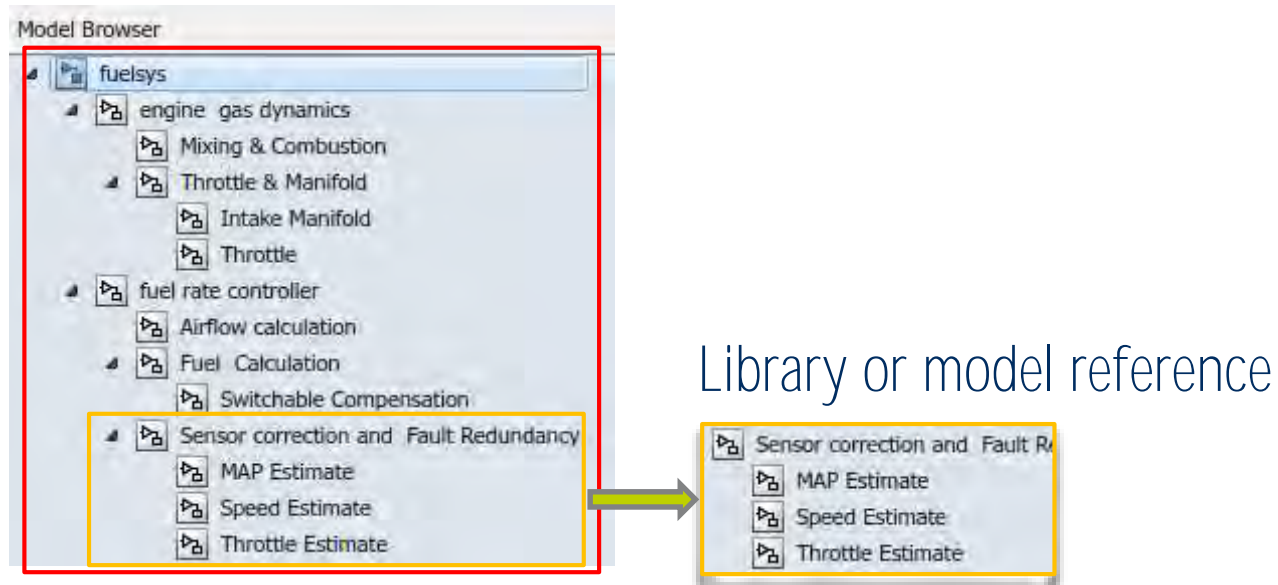 Model Browser
fuelsys
engine gas dynamics
Mixing & Combustion
Throttle & Manifold
Intake Manifold
Throttle
fuel rate controller
Airflow calculation
Fuel Calculation
Switchable Compensation
Sensor correction and Fault Redundancy
MAP Estimate
Speed Estimate
Throttle Estimate
Library or model reference
Sensor correction and Fault
MAP Estimate
Speed Estimate
Throttle Estimate